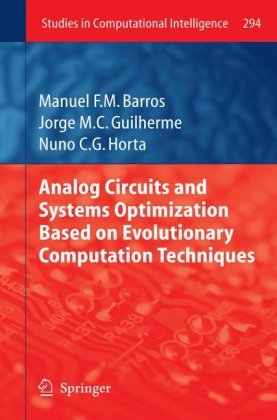 Studies in Computational Intelligence 294
Manuel F.M. Barros
Jorge M.C. Guilherme
Nuno C.G. Horta
Analog Circuits and
Systems Optimization
Based on Evolutionary
Computation Techniques
Springer